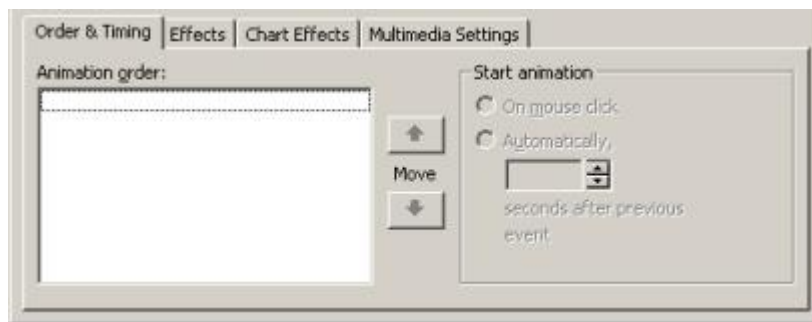 Order & Timing
Effects
Chart Effects
Multimedia Settings
Animation order:
Move
Start animation
On mouse click
Automatically,
seconds after previous
event